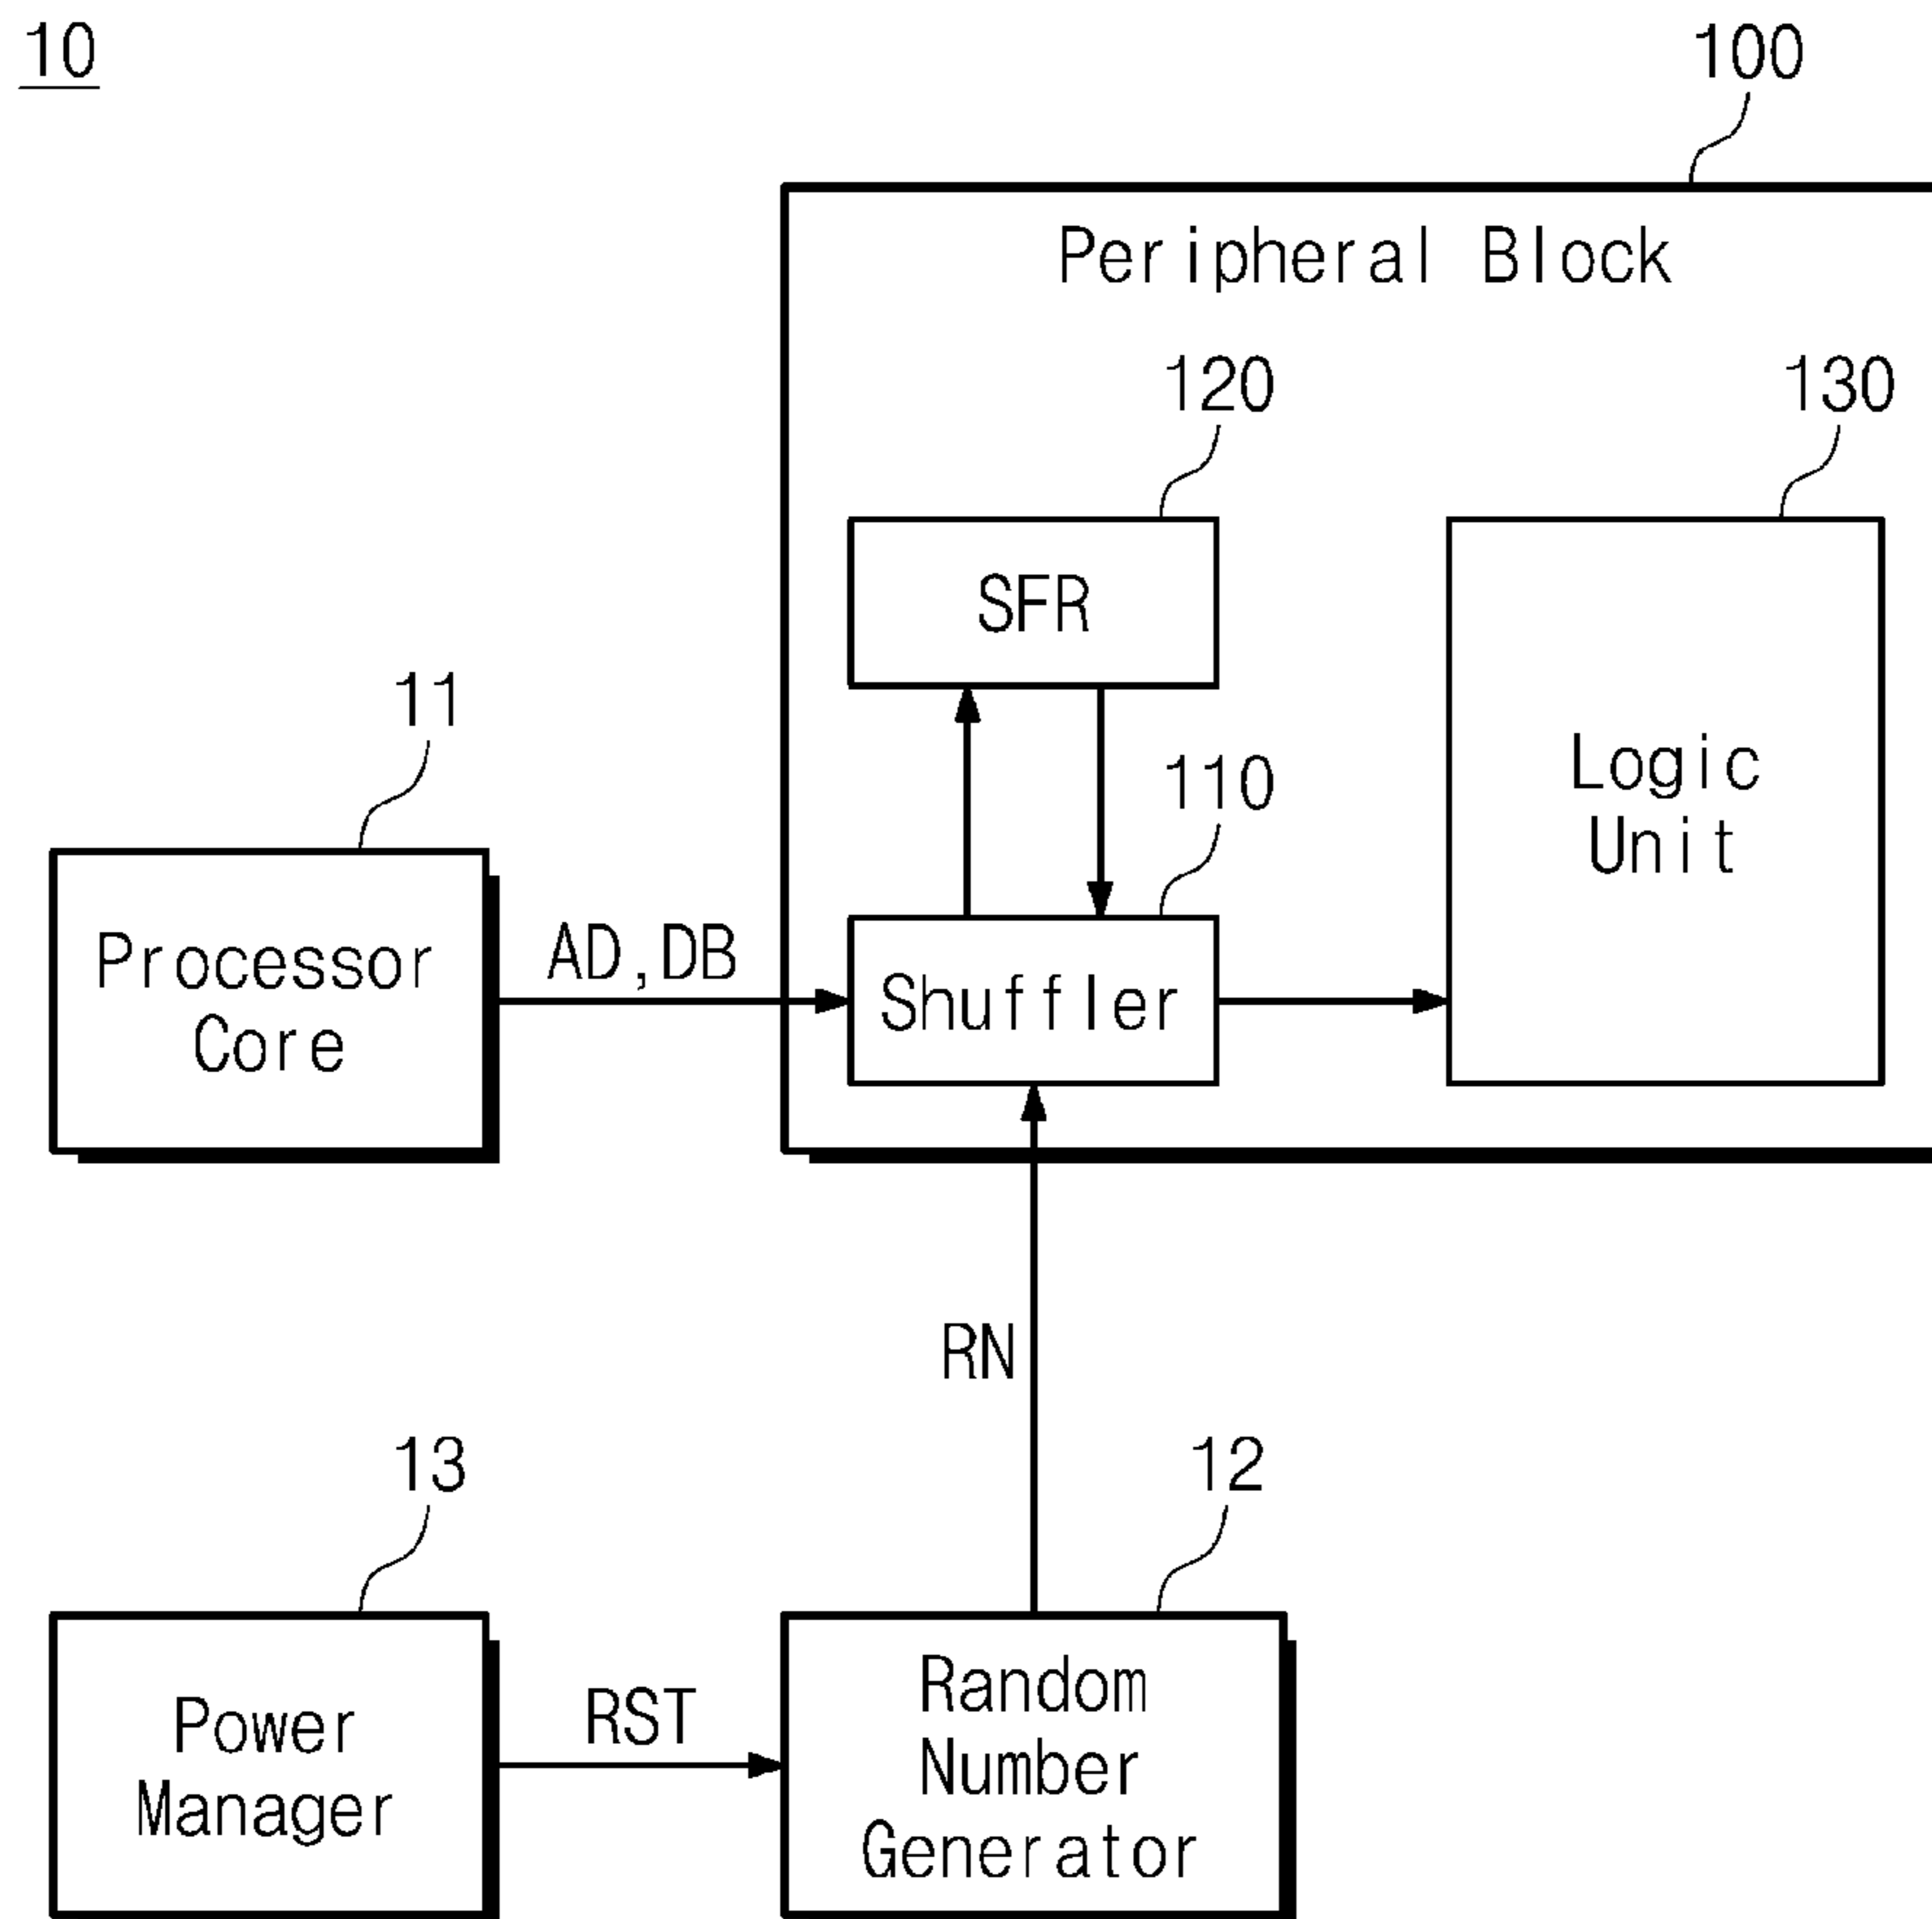 10
100
Peripheral Block
120
130
SFR
11
110
Logic
Unit
Processor
Core
AD,DB
Shuffler
RN
13
12
Power
Manager
RST
Random
Number
Generator